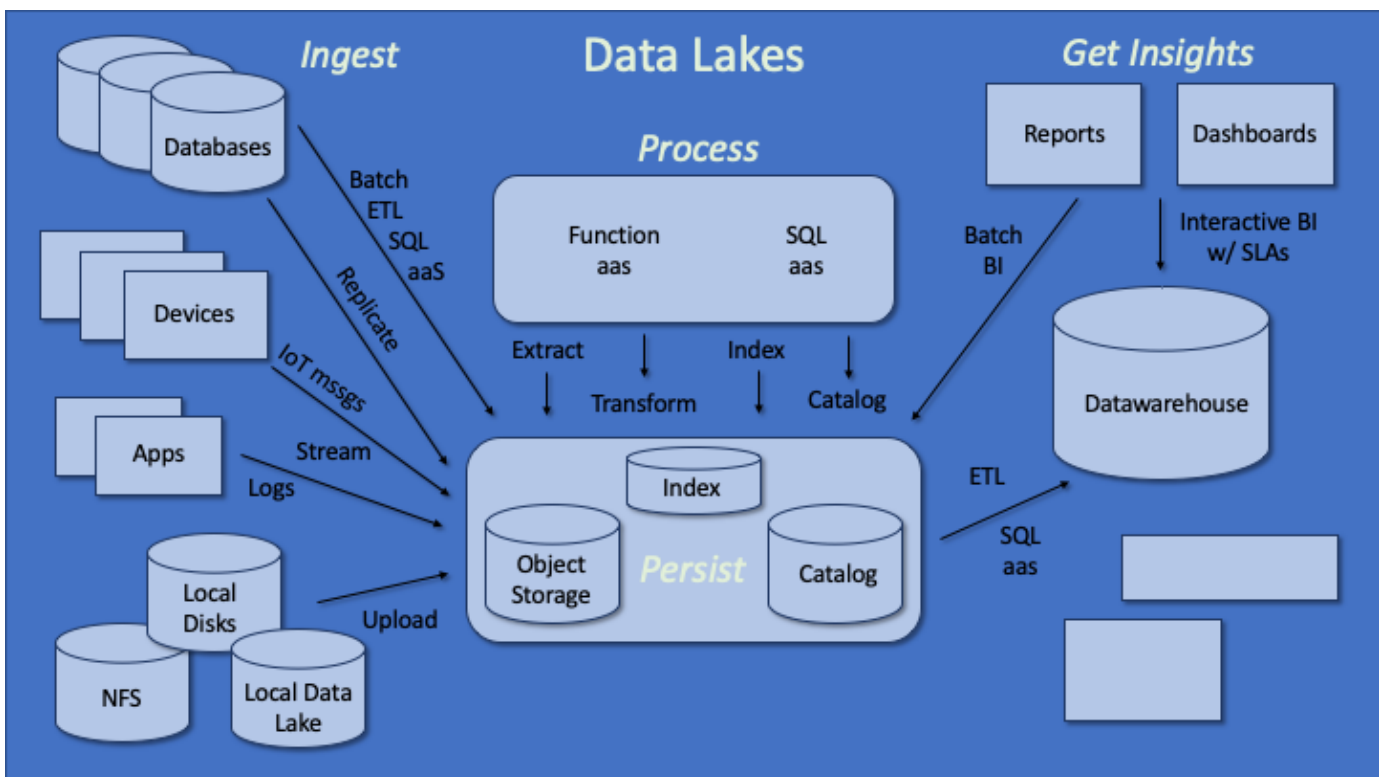 Data Lakes
Ingest
Databases
Batch
ETL
SQL
aaS
Replicate
Devices
IoT mssgs
Apps
Stream
Logs
Local
Disks
NFS
Local Data
Lake
Upload
Process
Function
aas
SQL
aas
Extract
Transform
Index
Catalog
Index
Object
Storage
Persist
Catalog
Get Insights
Reports
Dashboards
Batch
BI
Interactive BI
w/ SLAs
Datawarehouse
ETL
SQL
aas